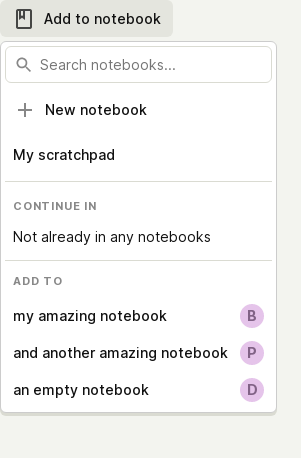 Add to notebook
Search notebooks...
New notebook
My scratchpad
CONTINUE IN
Not already in any notebooks
ADD TO
my amazing notebook B
and another amazing notebook P
an empty notebook D